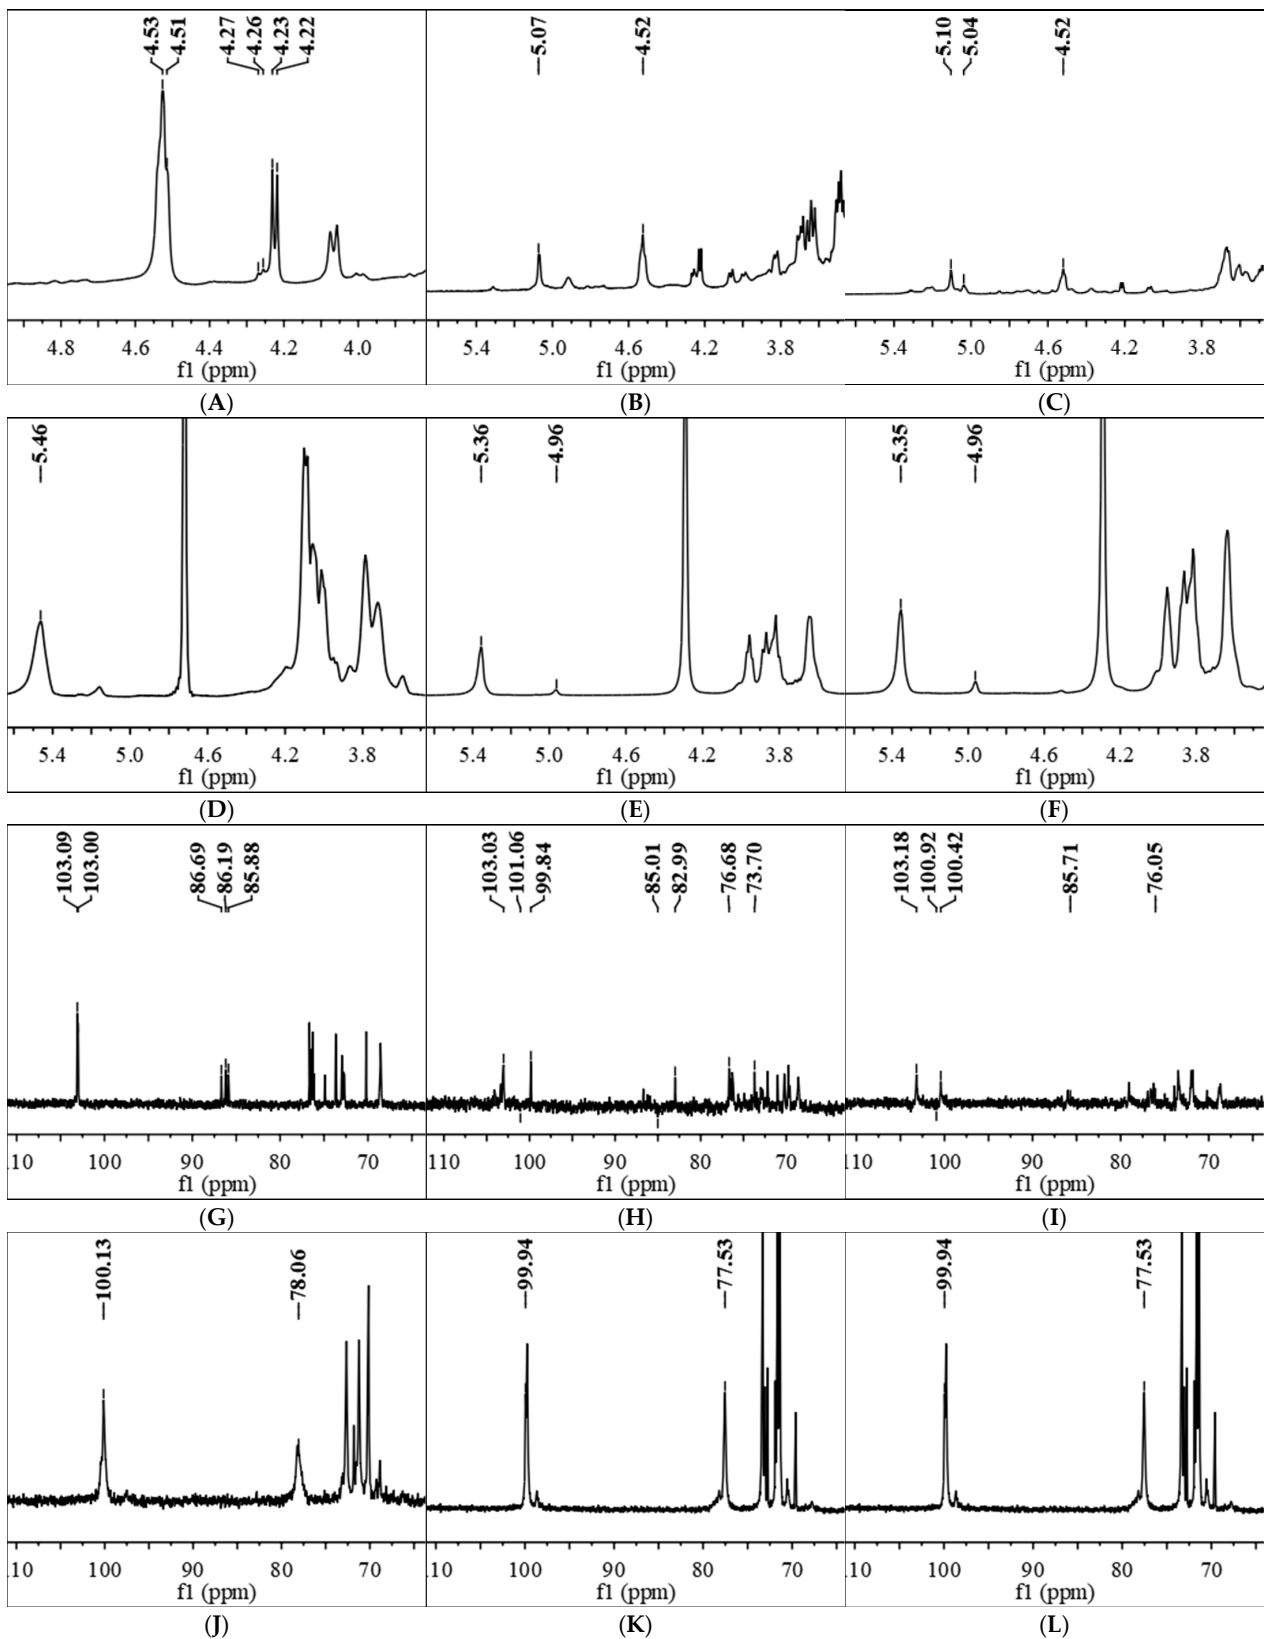 4.53 4.51 4.27 4.26 4.23 4.22 5.07 4.52 5.10 5.04 4.52
4.8 4.6 4.4 4.2 4.0 5.4 5.0 4.6 4.2 3.8 5.4 5.0 4.6 4.2 3.8
f1 (ppm) f1 (ppm) f1 (ppm)
(A) (B) (C)
5.46 5.36 4.96 5.35 4.96
5.4 5.0 4.6 4.2 3.8 5.4 5.0 4.6 4.2 3.8 5.4 5.0 4.6 4.2 3.8
f1 (ppm) f1 (ppm) f1 (ppm)
(D) (E) (F)
103.09 103.00 86.69 86.19 85.88 103.03 101.06 99.84 85.01 82.99 76.68 73.70 103.18 100.92 100.42 85.71 76.05
10 100 90 80 70 110 100 90 80 70 10 100 90 80 70
f1 (ppm) f1 (ppm) f1 (ppm)
(G) (H) (I)
100.13 78.06 99.94 77.53 99.94 77.53
10 100 90 80 70 110 100 90 80 70 10 100 90 80 70
f1 (ppm) f1 (ppm) f1 (ppm)
(J) (K) (L)